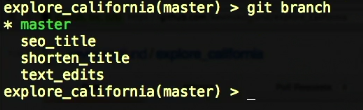 explore_california(master) > git branch
* master
seo_title
shorten_title
text_edits
explore_california(master) > _